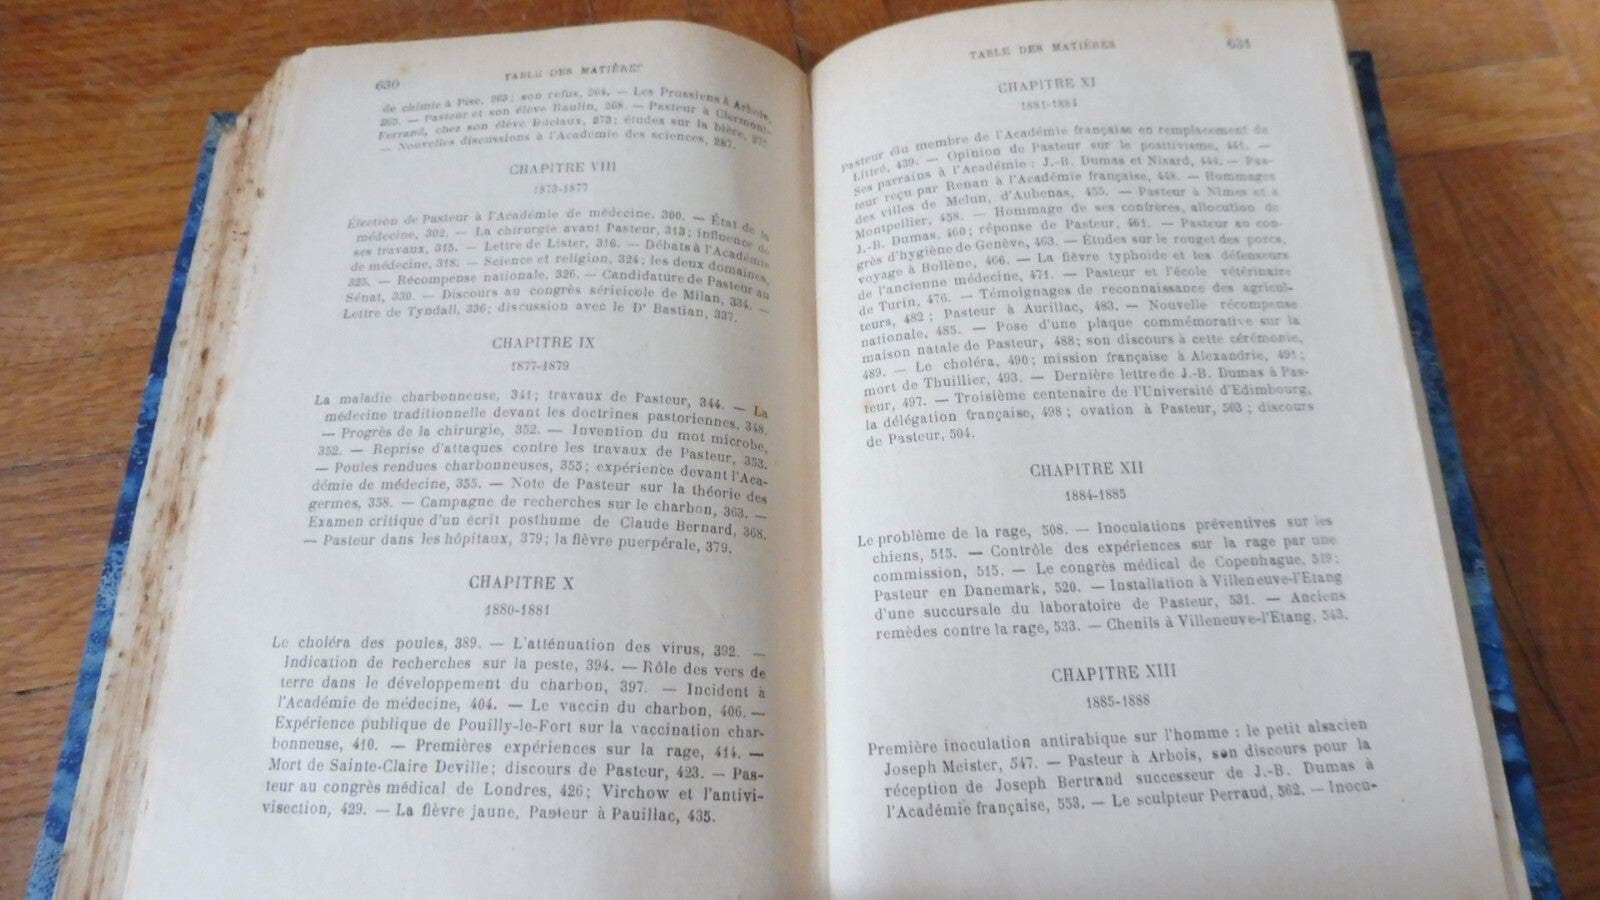 630 TABLE DES MATIÈRES
de chimie à Pise, 263; son refus, 264. — Les Prussiens à Arbois,
265. — Pasteur et son élève Raulin, 268. — Pasteur à Clermont-
Ferrand, chez son élève Duclaux, 273; études sur la bière,
— Nouvelles discussions à l'Académie des sciences, 287.
CHAPITRE VIII
1873-1877
Élection de Pasteur à l'Académie de médecine, 300. — État de la
médecine, 302. — La chirurgie avant Pasteur, 313; influence de
ses travaux, 315. — Lettre de Lister, 316. — Débats à l'Académie
de médecine, 318. — Science et religion, 324; les deux domaines,
325. — Récompense nationale, 326. — Candidature de Pasteur au
Sénat, 330. — Discours au congrès séricicole de Milan, 334. —
Lettre de Tyndall, 336; discussion avec le Dr Bastian, 337.
CHAPITRE IX
1877-1879
La maladie charbonneuse, 341; travaux de Pasteur, 344. — La
médecine traditionnelle devant les doctrines pastoriennes, 348.
— Progrès de la chirurgie, 352. — Invention du mot microbe,
352. — Reprise d'attaques contre les travaux de Pasteur, 353.
— Poules rendues charbonneuses, 355; expérience devant l'Aca-
démie de médecine, 355. — Note de Pasteur sur la théorie des
germes, 358. — Campagne de recherches sur le charbon, 363. —
Examen critique d'un écrit posthume de Claude Bernard, 368.
— Pasteur dans les hôpitaux, 379; la fièvre puerpérale, 379.
CHAPITRE X
1880-1881
Le choléra des poules, 389. — L'atténuation des virus, 392. —
Indication de recherches sur la peste, 394. — Rôle des vers de
terre dans le développement du charbon, 397. — Incident à
l'Académie de médecine, 404. — Le vaccin du charbon, 406. —
Expérience publique de Pouilly-le-Fort sur la vaccination char-
bonneuse, 410. — Premières expériences sur la rage, 414. —
Mort de Sainte-Claire Deville; discours de Pasteur, 423. — Pas-
teur au congrès médical de Londres, 426; Virchow et l'antivi-
visection, 429. — La fièvre jaune, Pasteur à Pauillac, 435.
TABLE DES MATIÈRES 631
CHAPITRE XI
1881-1884
Pasteur élu membre de l'Académie française en remplacement de
Littré, 439. — Opinion de Pasteur sur le positivisme, 441. —
Ses parrains à l'Académie : J.-B. Dumas et Nisard, 444. — Pas-
teur reçu par Renan à l'Académie française, 448. — Hommages
des villes de Melun, d'Aubenas, 455. — Pasteur à Nîmes et à
Montpellier, 458. — Hommage de ses confrères, allocution de
J.-B. Dumas, 460; réponse de Pasteur, 461. — Pasteur au con-
grès d'hygiène de Genève, 463. — Études sur le rouget des porcs,
voyage à Bollène, 466. — La fièvre typhoïde et les défenseurs
de l'ancienne médecine, 471. — Pasteur et l'école vétérinaire
de Turin, 476. — Témoignages de reconnaissance des agricul-
teurs, 482; Pasteur à Aurillac, 483. — Nouvelle récompense
nationale, 485. — Pose d'une plaque commémorative sur la
maison natale de Pasteur, 488; son discours à cette cérémonie,
489. — Le choléra, 490; mission française à Alexandrie, 491;
mort de Thuillier, 493. — Dernière lettre de J.-B. Dumas à Pas-
teur, 497. — Troisième centenaire de l'Université d'Edimbourg,
la délégation française, 498; ovation à Pasteur, 503; discours
de Pasteur, 504.
CHAPITRE XII
1884-1885
Le problème de la rage, 508. — Inoculations préventives sur les
chiens, 515. — Contrôle des expériences sur la rage par une
commission, 515. — Le congrès médical de Copenhague, 519;
Pasteur en Danemark, 520. — Installation à Villeneuve-l'Etang
d'une succursale du laboratoire de Pasteur, 531. — Anciens
remèdes contre la rage, 533. — Chenils à Villeneuve-l'Etang, 543.
CHAPITRE XIII
1885-1888
Première inoculation antirabique sur l'homme : le petit alsacien
Joseph Meister, 547. — Pasteur à Arbois, son discours pour la
réception de Joseph Bertrand successeur de J.-B. Dumas à
l'Académie française, 553. — Le sculpteur Perraud, 562. — Inocu-